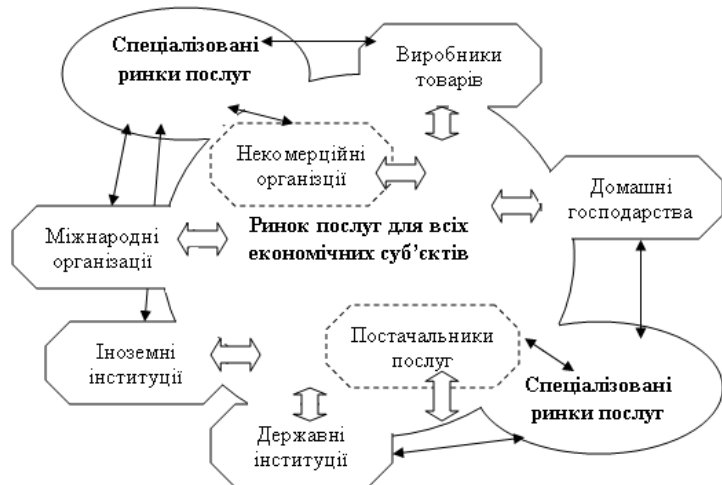 Спеціалізовані
ринки послуг
Виробники
товарів
Некомерційні
організції
Домашні
господарства
Міжнародні
організації
Ринок послуг для всіх
економічних суб’єктів
Іноземні
інституції
Постачальники
послуг
Спеціалізовані
ринки послуг
Державні
інституції